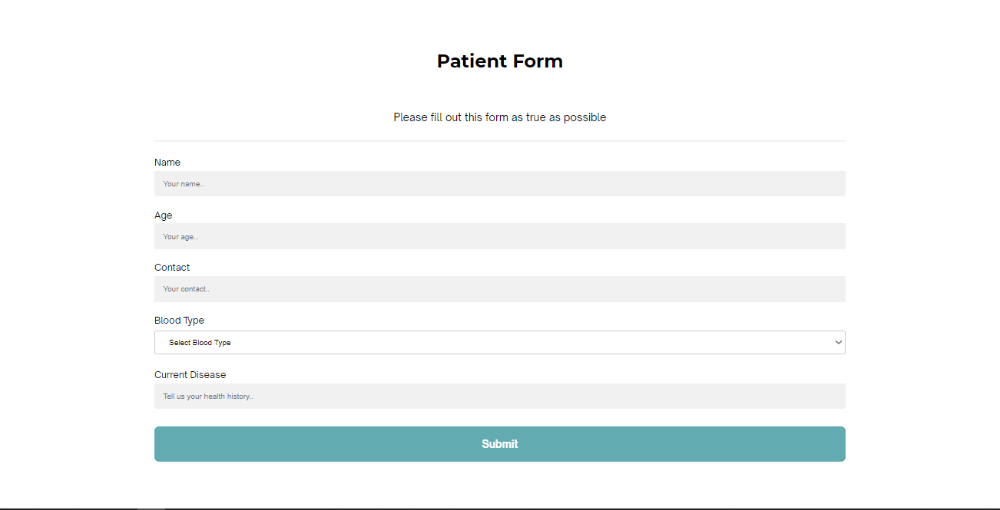 Patient Form
Please fill out this form as true as possible
Name
Your name..
Age
Your age..
Contact
Your contact..
Blood Type
Select Blood Type
Current Disease
Tell us your health history..
Submit